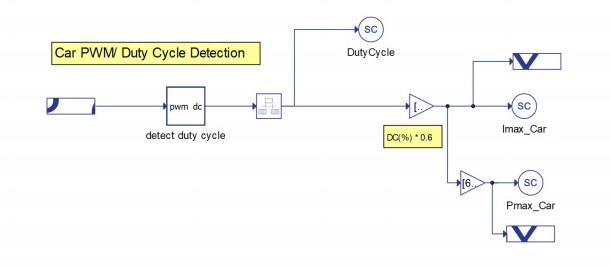 SC
Car PWM/ Duty Cycle Detection
DutyCycle
pwm dc
[..
SC
detect duty cycle
DC(%) * 0.6
Imax_Car
[6..
SC
Pmax_Car